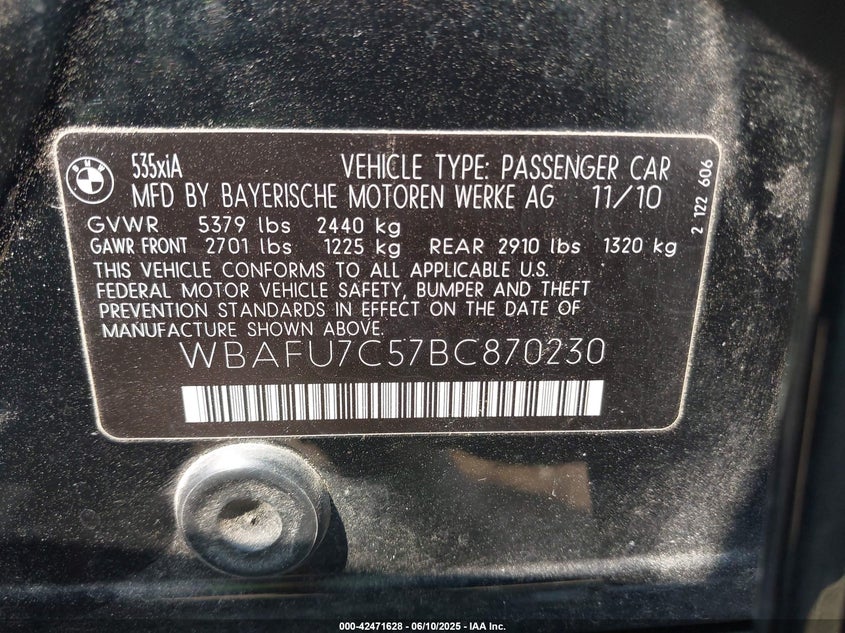 BMW
535xiA VEHICLE TYPE: PASSENGER CAR
MFD BY BAYERISCHE MOTOREN WERKE AG 11/10
GVWR 5379 lbs 2440 kg
GAWR FRONT 2701 lbs 1225 kg REAR 2910 lbs 1320 kg
THIS VEHICLE CONFORMS TO ALL APPLICABLE U.S.
FEDERAL MOTOR VEHICLE SAFETY, BUMPER AND THEFT
PREVENTION STANDARDS IN EFFECT ON THE DATE OF
MANUFACTURE SHOWN ABOVE.
WBAFU7C57BC870230
2 122 606
000-42471628 - 06/10/2025 - IAA Inc.